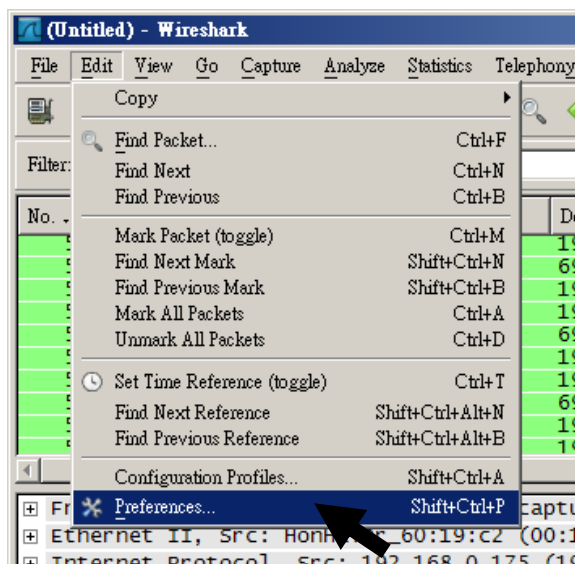 (Untitled) - Wireshark
File Edit View Go Capture Analyze Statistics Telephony
Copy
Filter:
Find Packet... Ctrl+F
Find Next Ctrl+N
Find Previous Ctrl+B
No. .
Mark Packet (toggle) Ctrl+M
Find Next Mark Shift+Ctrl+N
Find Previous Mark Shift+Ctrl+B
Mark All Packets Ctrl+A
Unmark All Packets Ctrl+D
Set Time Reference (toggle) Ctrl+T
Find Next Reference Shift+Ctrl+Alt+N
Find Previous Reference Shift+Ctrl+Alt+B
Configuration Profiles... Shift+Ctrl+A
Preferences... Shift+Ctrl+P
Ethernet II, Src: (00:1
Internet Protocol, Src: 192.168.0.175 (19